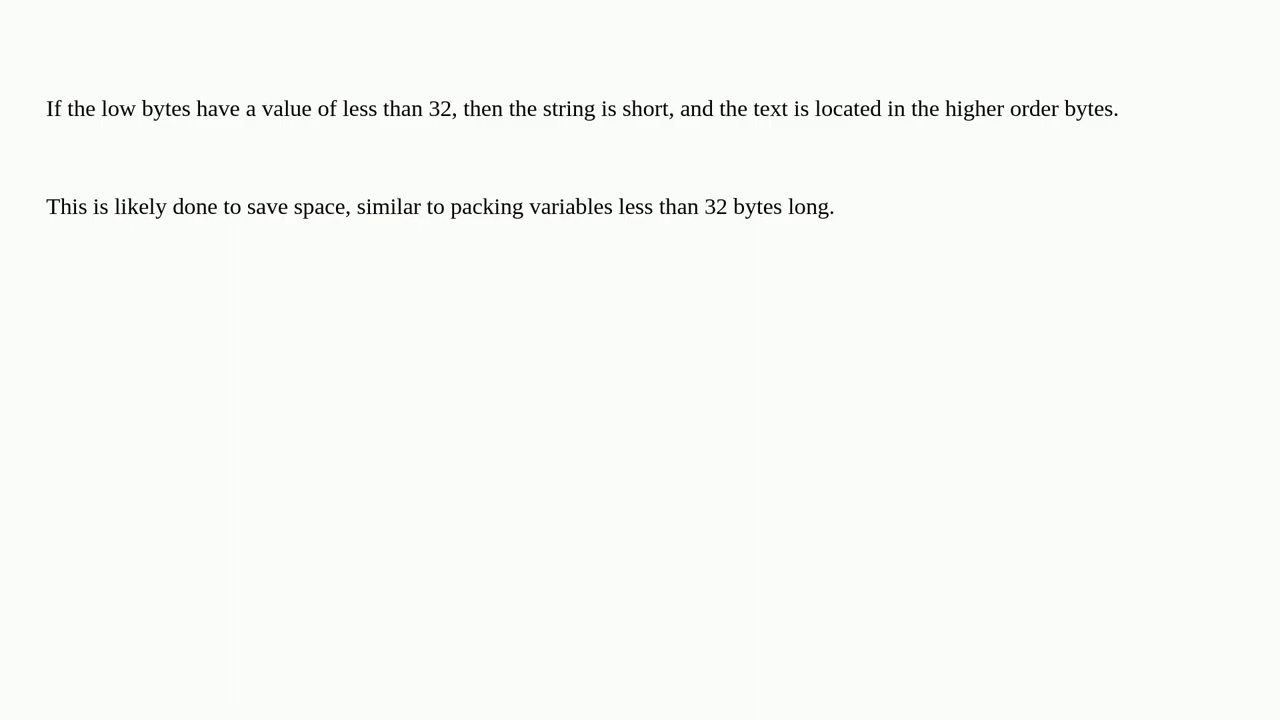 If the low bytes have a value of less than 32, then the string is short, and the text is located in the higher order bytes.
This is likely done to save space, similar to packing variables less than 32 bytes long.